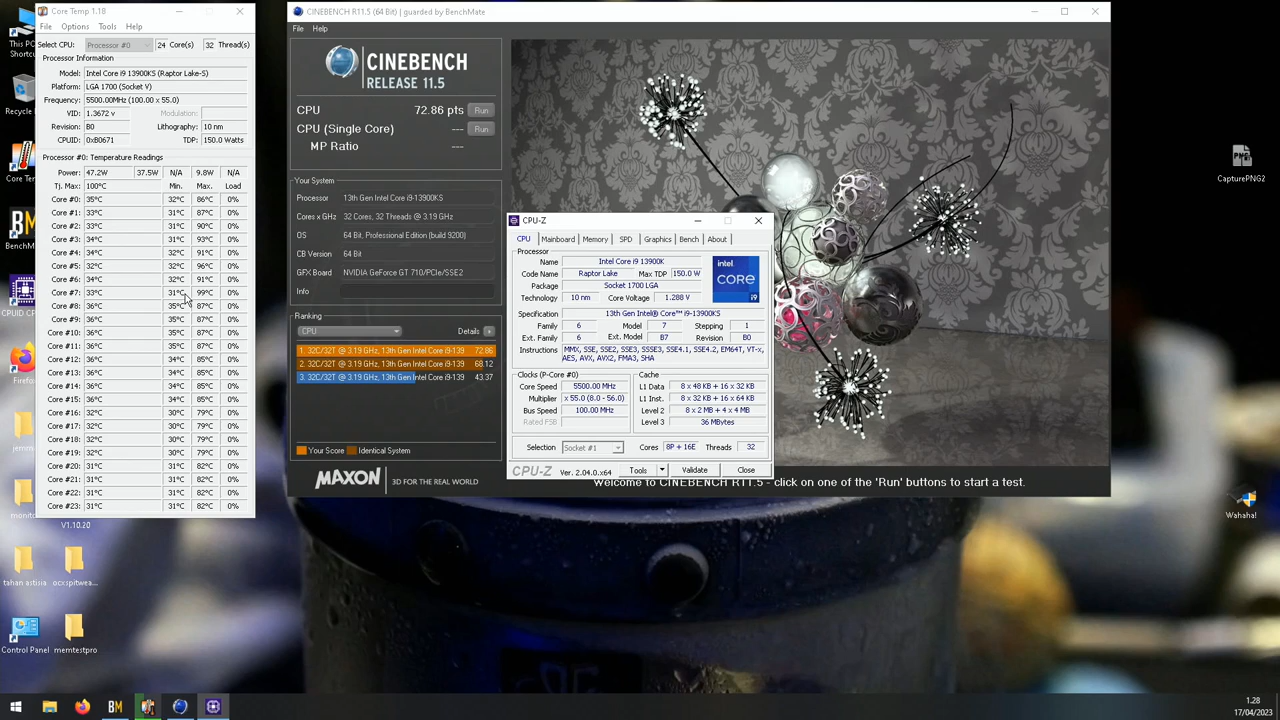 This PC
Shortcut
Recycle
Core Tem
BenchM
CPUID CP
Firefo
V1.10.20
tahan astisia
ocxspitwea...
Control Panel
memtestpro
Core Temp 1.18
File Options Tools Help
Select CPU: Processor #0 24 Core(s) 32 Thread(s)
Processor Information
Model: Intel Core i9 13900KS (Raptor Lake-S)
Platform: LGA 1700 (Socket V)
Frequency: 5500.00MHz (100.00 x 55.0)
VID: 1.3672 v Modulation:
Revision: B0 Lithography: 10 nm
CPUID: 0xB0671 TDP: 150.0 Watts
Processor #0: Temperature Readings
Power: 47.2W 37.5W N/A 9.8W N/A
Tj. Max: 100°C Min. Max. Load
Core #0: 35°C 32°C 86°C 0%
Core #1: 33°C 31°C 87°C 0%
Core #2: 33°C 31°C 90°C 0%
Core #3: 34°C 31°C 93°C 0%
Core #4: 34°C 32°C 91°C 0%
Core #5: 32°C 32°C 96°C 0%
Core #6: 34°C 32°C 91°C 0%
Core #7: 33°C 31°C 99°C 0%
Core #8: 36°C 35°C 87°C 0%
Core #9: 36°C 35°C 87°C 0%
Core #10: 36°C 35°C 87°C 0%
Core #11: 36°C 35°C 87°C 0%
Core #12: 36°C 34°C 85°C 0%
Core #13: 36°C 34°C 85°C 0%
Core #14: 36°C 34°C 85°C 0%
Core #15: 36°C 34°C 85°C 0%
Core #16: 32°C 30°C 79°C 0%
Core #17: 32°C 30°C 79°C 0%
Core #18: 32°C 30°C 79°C 0%
Core #19: 32°C 30°C 79°C 0%
Core #20: 31°C 31°C 82°C 0%
Core #21: 31°C 31°C 82°C 0%
Core #22: 31°C 31°C 82°C 0%
Core #23: 31°C 31°C 82°C 0%
CINEBENCH R11.5 (64 Bit) | guarded by BenchMate
File Help
CINEBENCH
RELEASE 11.5
CPU 72.86 pts Run
CPU (Single Core) --- Run
MP Ratio ---
Your System
Processor 13th Gen Intel Core i9-13900KS
Cores x GHz 32 Cores, 32 Threads @ 3.19 GHz
OS 64 Bit, Professional Edition (build 9200)
CB Version 64 Bit
GFX Board NVIDIA GeForce GT 710/PCIe/SSE2
Info
Ranking
CPU Details
1. 32C/32T @ 3.19 GHz, 13th Gen Intel Core i9-139 72.86
2. 32C/32T @ 3.19 GHz, 13th Gen Intel Core i9-139 68.12
3. 32C/32T @ 3.19 GHz, 13th Gen Intel Core i9-139 43.37
Your Score Identical System
MAXON 3D FOR THE REAL WORLD
Welcome to CINEBENCH R11.5 - click on one of the 'Run' buttons to start a test.
CPU-Z
CPU Mainboard Memory SPD Graphics Bench About
Processor
Name Intel i9 13900K
Code Name Raptor Lake Max TDP 150.0 W
Package Socket 1700 LGA
Technology 10 nm Core Voltage 1.288 V
intel
CORE
i9
Specification 13th Gen Intel® Core™ i9-13900KS
Family 6 Model 7 Stepping 1
Ext. Family 6 Ext. Model B7 Revision B0
Instructions MMX, SSE, SSE2, SSE3, SSSE3, SSE4.1, SSE4.2, EM64T, VT-x,
AES, AVX, AVX2, FMA3, SHA
Clocks (P-Core #0)
Core Speed 5500.00 MHz
Multiplier x 55.0 (8.0 - 56.0)
Bus Speed 100.00 MHz
Rated FSB
Cache
L1 Data 8 x 48 KB + 16 x 32 KB
L1 Inst. 8 x 32 KB + 16 x 64 KB
Level 2 8 x 2 MB + 4 x 4 MB
Level 3 36 MBytes
Selection Socket #1 Cores 8P + 16E Threads 32
CPU-Z Ver. 2.04.0.x64 Tools Validate Close
PNG
CapturePNG2
Wahaha!
BM
1.28
17/04/2023